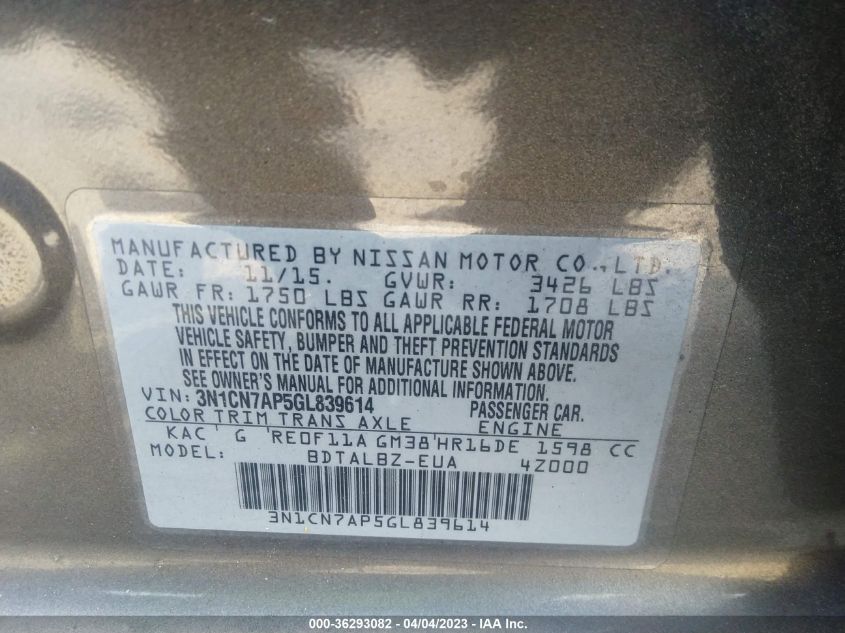 MANUFACTURED BY NISSAN MOTOR CO., LTD.
DATE: 11/15. GVWR: 3426 LBS
GAWR FR: 1750 LBS GAWR RR: 1708 LBS
THIS VEHICLE CONFORMS TO ALL APPLICABLE FEDERAL MOTOR
VEHICLE SAFETY, BUMPER AND THEFT PREVENTION STANDARDS
IN EFFECT ON THE DATE OF MANUFACTURE SHOWN ABOVE.
SEE OWNER'S MANUAL FOR ADDITIONAL INFORMATION.
VIN: 3N1CN7AP5GL839614 PASSENGER CAR.
COLOR TRIM TRANS AXLE ENGINE
KAC ' G 'RE0F11A GM38'HR16DE 1598 CC
MODEL: BDTALBZ-EUA 4Z000
3N1CN7AP5GL839614
000-36293082 - 04/04/2023 - www.iaai.com